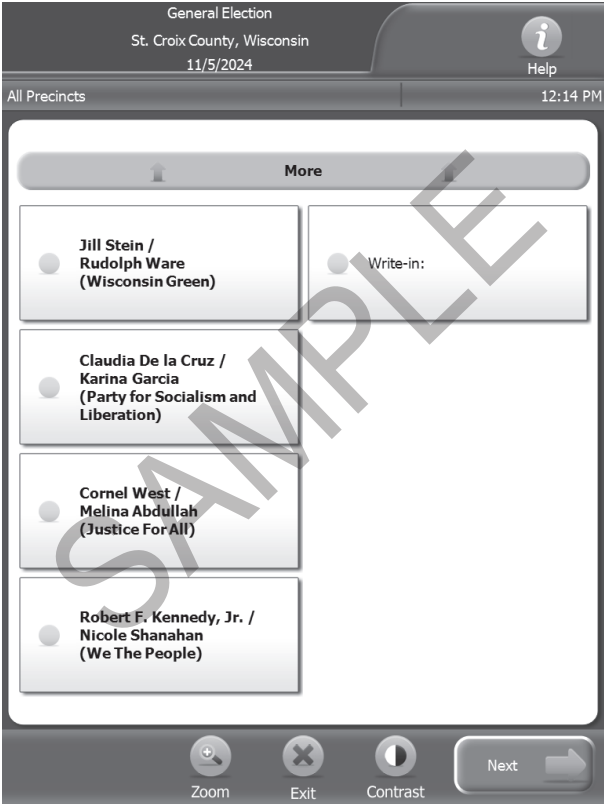 General Election
St. Croix County, Wisconsin
11/5/2024
Help
All Precincts
12:14 PM
More
Jill Stein /
Rudolph Ware
(Wisconsin Green)
Write-in:
Claudia De la Cruz /
Karina Garcia
(Party for Socialism and
Liberation)
Cornel West /
Melina Abdullah
(Justice For All)
Robert F. Kennedy, Jr. /
Nicole Shanahan
(We The People)
SAMPLE
Zoom
Exit
Contrast
Next